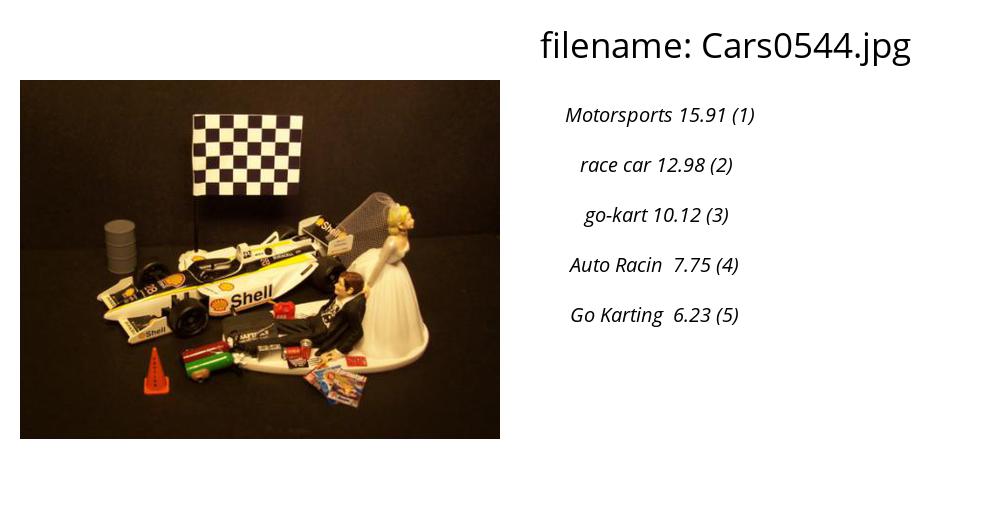 filename: Cars0544.jpg
Motorsports 15.91 (1)
race car 12.98 (2)
go-kart 10.12 (3)
Auto Racin 7.75 (4)
Go Karting 6.23 (5)
Shell
Shell
Shell
DURACELL